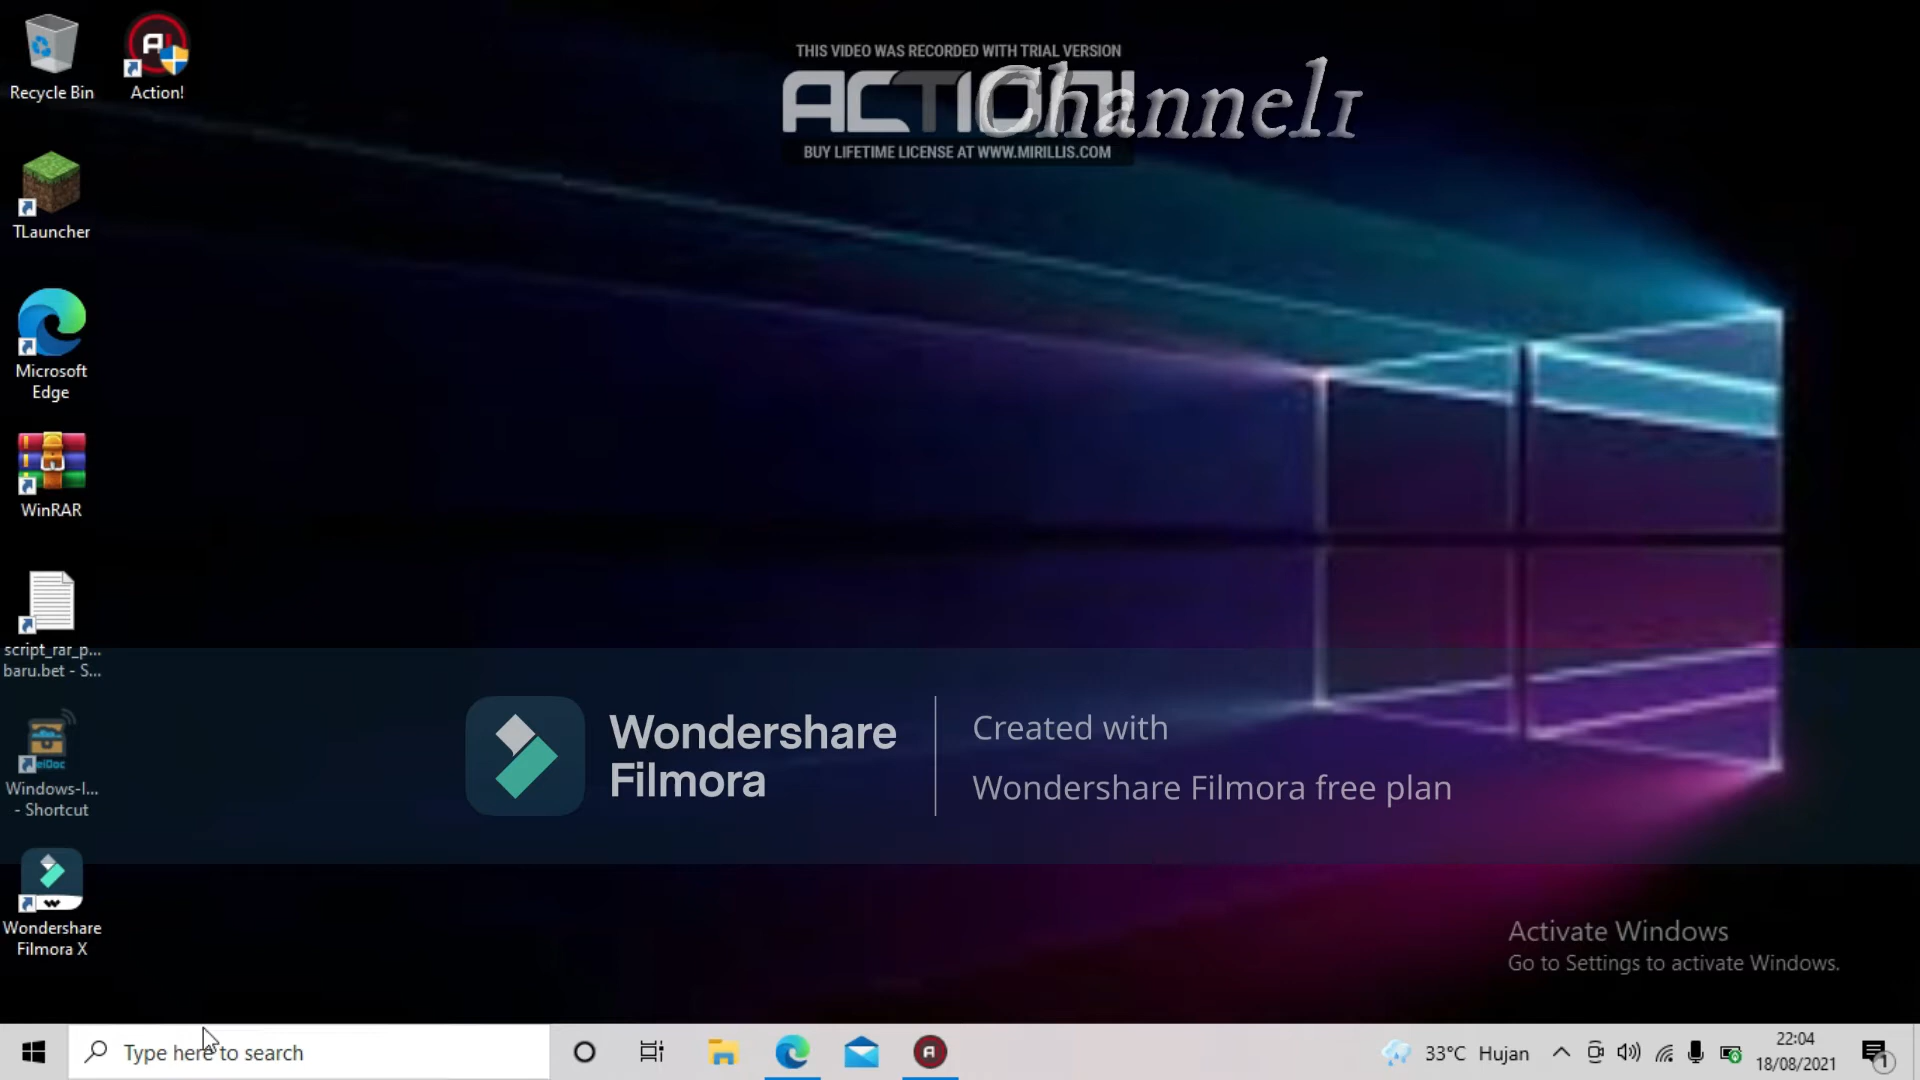 Recycle Bin
Action!
TLauncher
Microsoft
Edge
WinRAR
script_rar_p...
baru.bet - S...
Windows-I...
- Shortcut
Wondershare
Filmora X
THIS VIDEO WAS RECORDED WITH TRIAL VERSION
ACTION!
Channel1
BUY LIFETIME LICENSE AT WWW.MIRILLIS.COM
Wondershare
Filmora
Created with
Wondershare Filmora free plan
Activate Windows
Go to Settings to activate Windows.
Type here to search
33°C Hujan
22:04
18/08/2021
1